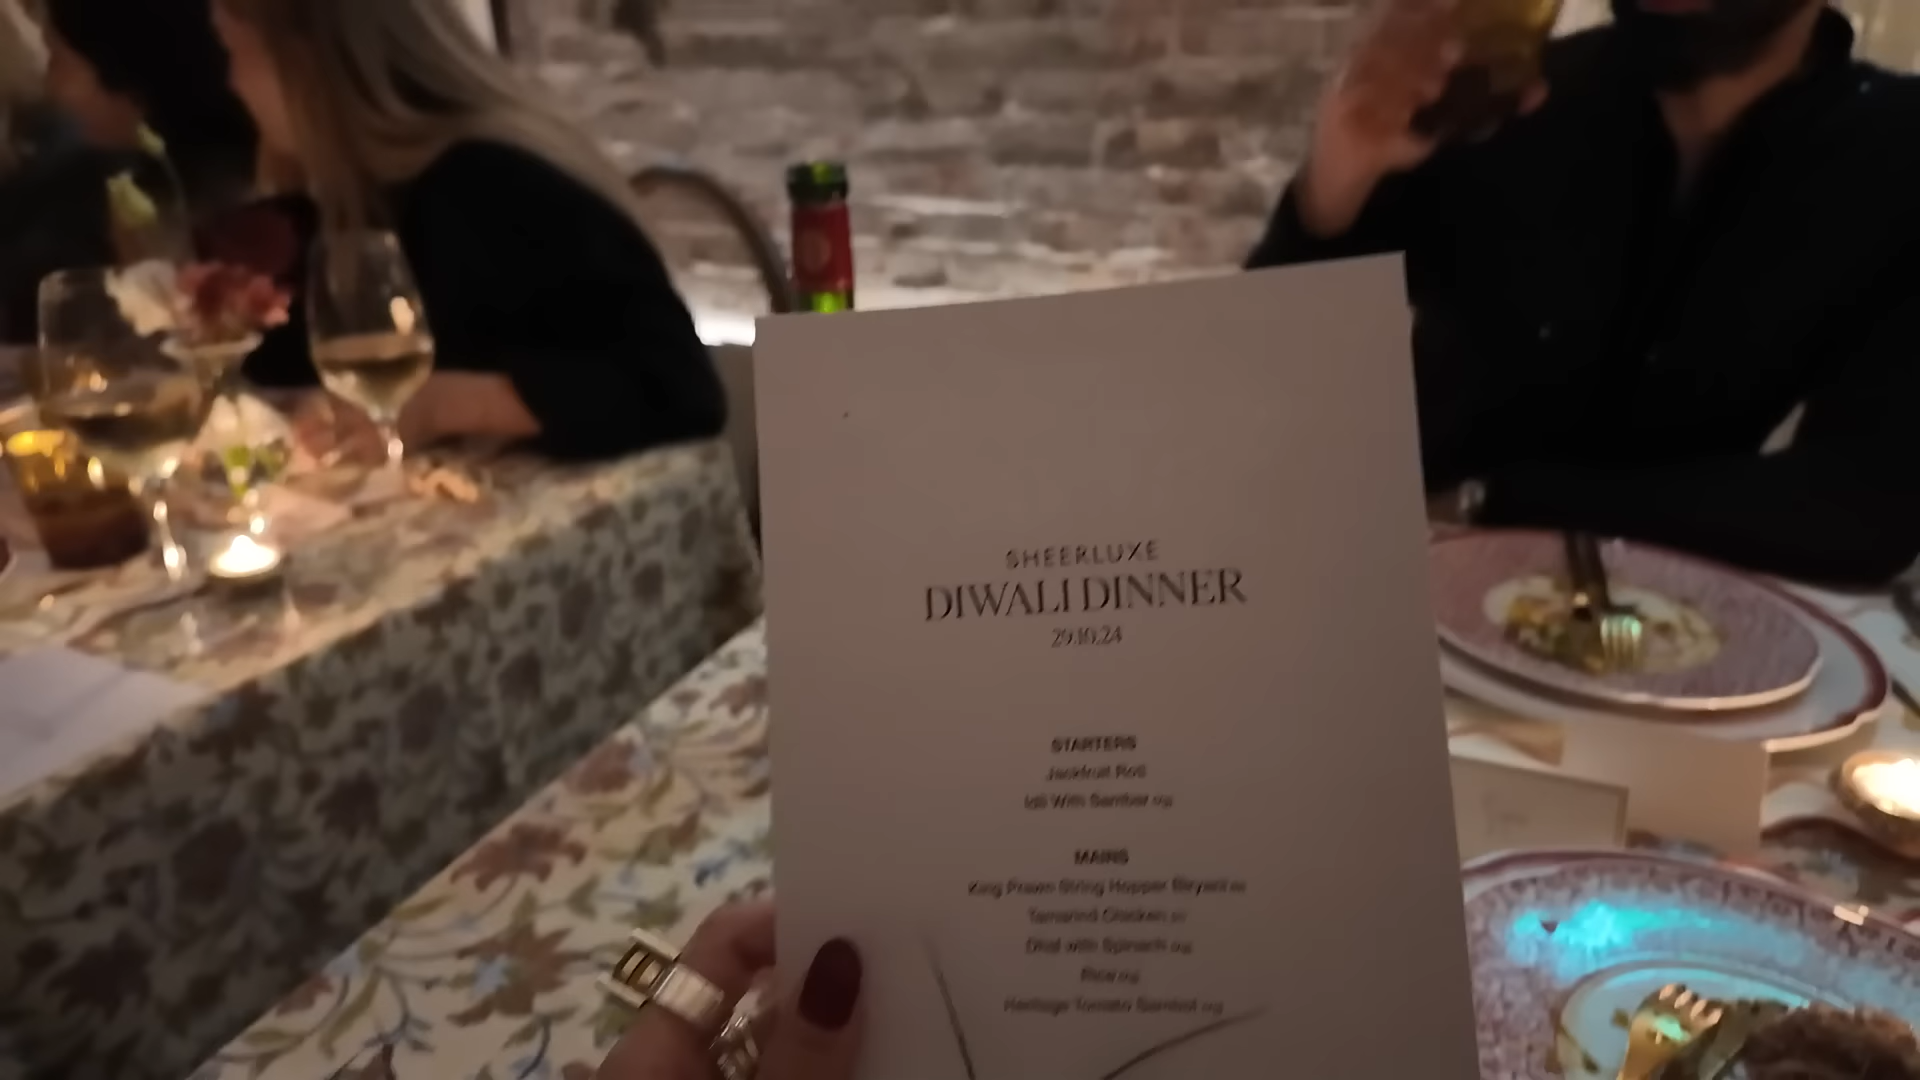 SHEERLUXE
DIWALI DINNER
29.10.24
STARTERS
Jackfruit Roti
Idli With Sambar
MAINS
King Prawn String Hopper Biryani
Tamarind Chicken
Dhal with Spinach
Rice
Heritage Tomato Sambol